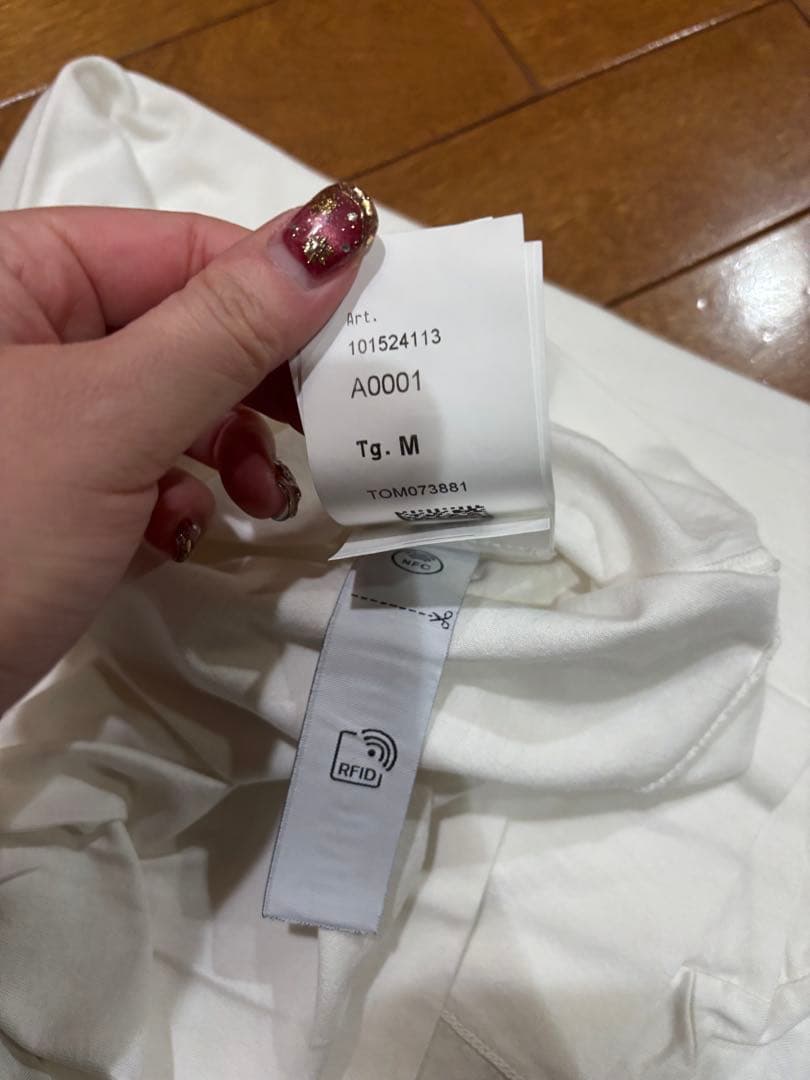 Art.
101524113
A0001
Tg. M
TOM073881
NFC
RFID